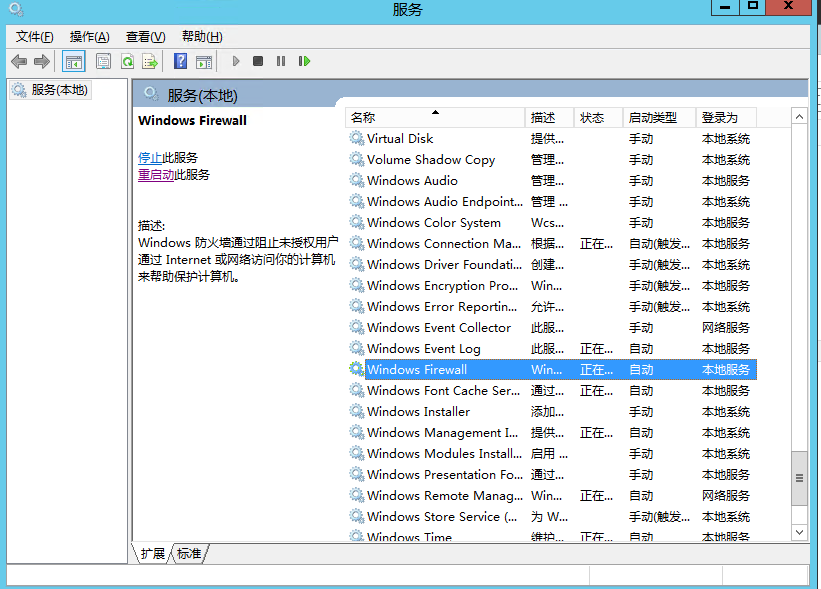 服务
文件(F) 操作(A) 查看(V) 帮助(H)
服务(本地)
服务(本地)
Windows Firewall
停止此服务
重启动此服务
描述:
Windows 防火墙通过阻止未授权用户
通过 Internet 或网络访问你的计算机
来帮助保护计算机。
名称 描述 状态 启动类型 登录为
Virtual Disk 提供... 手动 本地系统
Volume Shadow Copy 管理... 手动 本地系统
Windows Audio 管理... 手动 本地服务
Windows Audio Endpoint... 管理 ... 手动 本地系统
Windows Color System Wcs... 手动 本地服务
Windows Connection Ma... 根据... 正在... 自动(触发... 本地服务
Windows Driver Foundati... 创建... 手动(触发... 本地系统
Windows Encryption Pro... Win... 手动(触发... 本地服务
Windows Error Reportin... 允许... 手动(触发... 本地系统
Windows Event Collector 此服... 手动 网络服务
Windows Event Log 此服... 正在... 自动 本地服务
Windows Firewall Win... 正在... 自动 本地服务
Windows Font Cache Ser... 通过... 正在... 自动 本地服务
Windows Installer 添加... 手动 本地系统
Windows Management I... 提供... 正在... 自动 本地系统
Windows Modules Install... 启用 ... 手动 本地系统
Windows Presentation Fo... 通过... 手动 本地服务
Windows Remote Manag... Win... 正在... 自动 网络服务
Windows Store Service (... 为 W... 手动(触发... 本地系统
Windows Time 维护... 正在... 自动 本地服务
扩展 标准